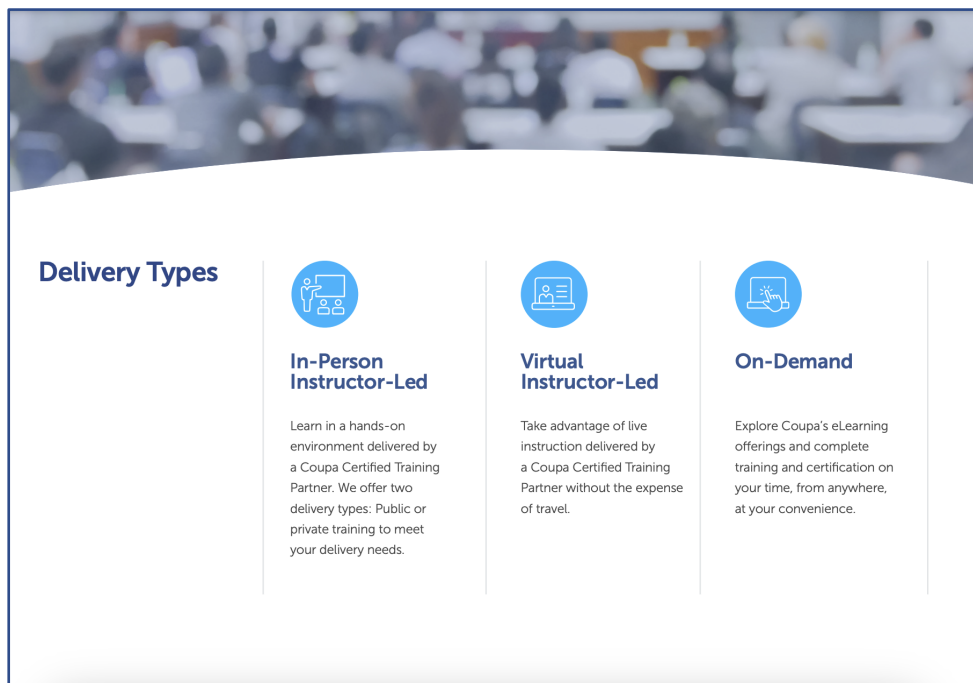 Delivery Types
In-Person
Instructor-Led
Learn in a hands-on
environment delivered by
a Coupa Certified Training
Partner. We offer two
delivery types: Public or
private training to meet
your delivery needs.
Virtual
Instructor-Led
Take advantage of live
instruction delivered by
a Coupa Certified Training
Partner without the expense
of travel.
On-Demand
Explore Coupa's eLearning
offerings and complete
training and certification on
your time, from anywhere,
at your convenience.